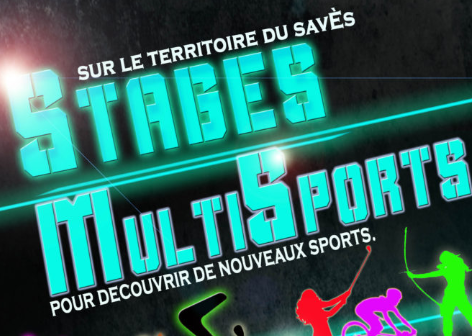 SUR LE TERRITOIRE DU SAVÈS
STAGES
MULTISPORTS
POUR DECOUVRIR DE NOUVEAUX SPORTS.